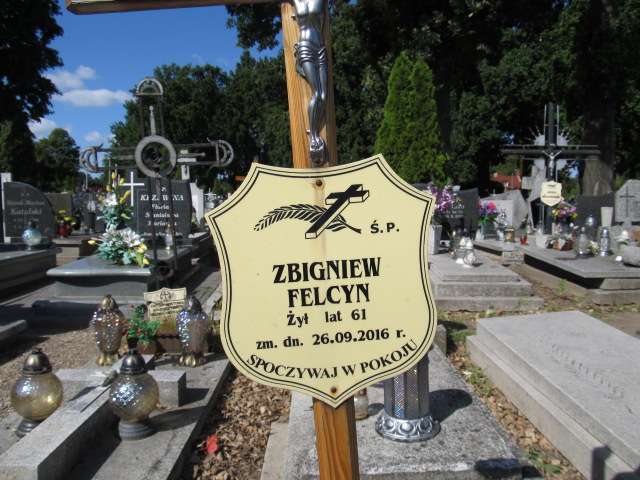 Ś.P.
ZBIGNIEW
FELCYN
Żył lat 61
zm. dn. 26.09.2016 r.
SPOCZYWAJ W POKOJU